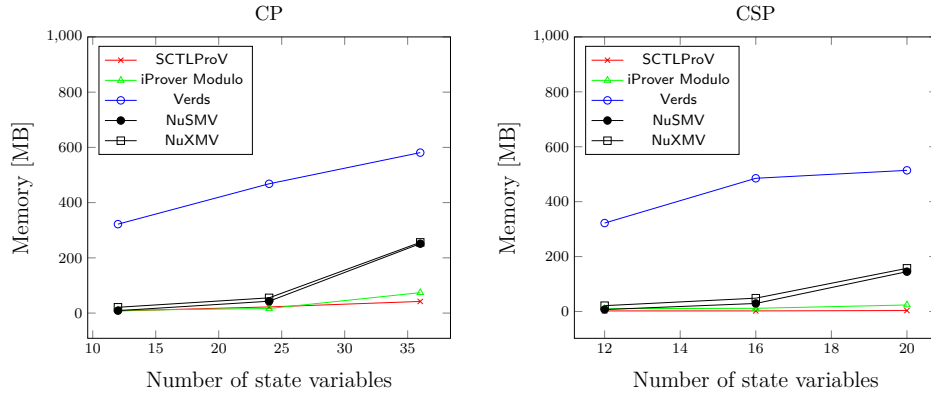 CP
1,000
800
600
400
200
0
Memory [MB]
SCTLProV
iProver Modulo
Verds
NuSMV
NuXMV
10 15 20 25 30 35
Number of state variables
CSP
1,000
800
600
400
200
0
Memory [MB]
SCTLProV
iProver Modulo
Verds
NuSMV
NuXMV
12 14 16 18 20
Number of state variables